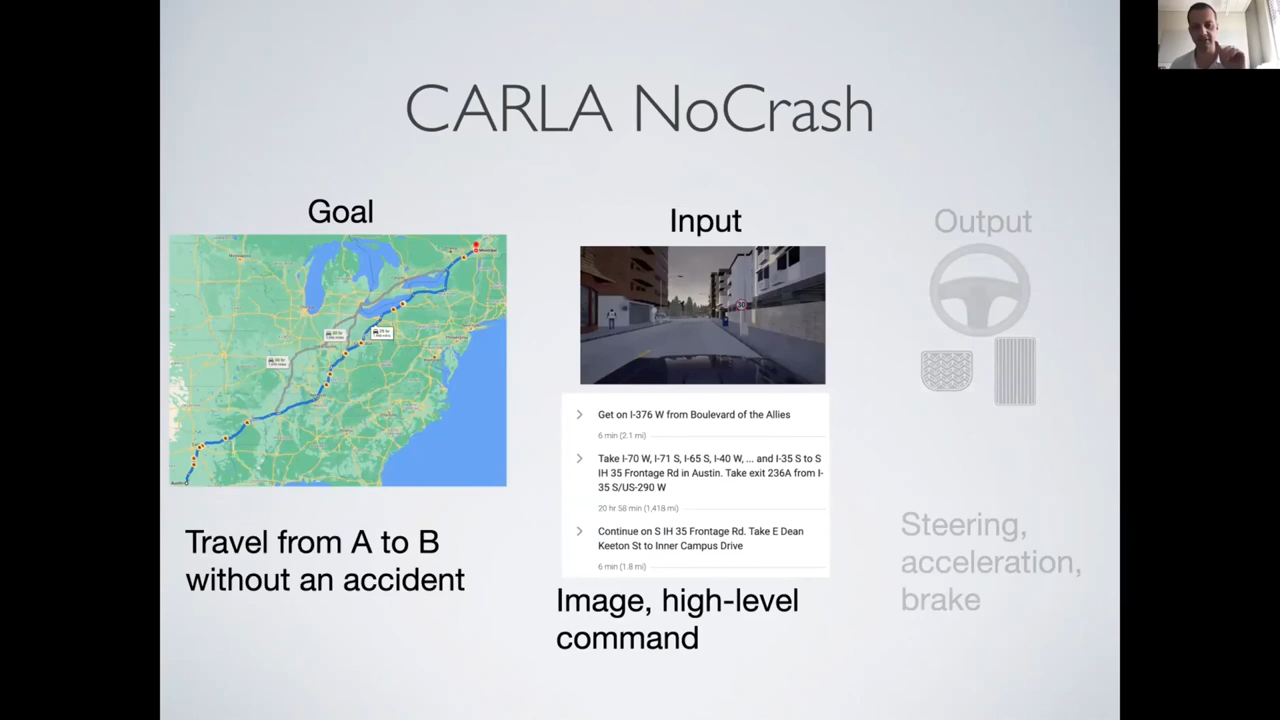 CARLA NoCrash
Goal
Travel from A to B
without an accident
Input
30
Get on I-376 W from Boulevard of the Allies
6 min (2.1 mi)
Take I-70 W, I-71 S, I-65 S, I-40 W, ... and I-35 S to S
IH 35 Frontage Rd in Austin. Take exit 236A from I-
35 S/US-290 W
20 hr 58 min (1,418 mi)
Continue on S IH 35 Frontage Rd. Take E Dean
Keeton St to Inner Campus Drive
6 min (1.8 mi)
Image, high-level
command
Output
Steering,
acceleration,
brake